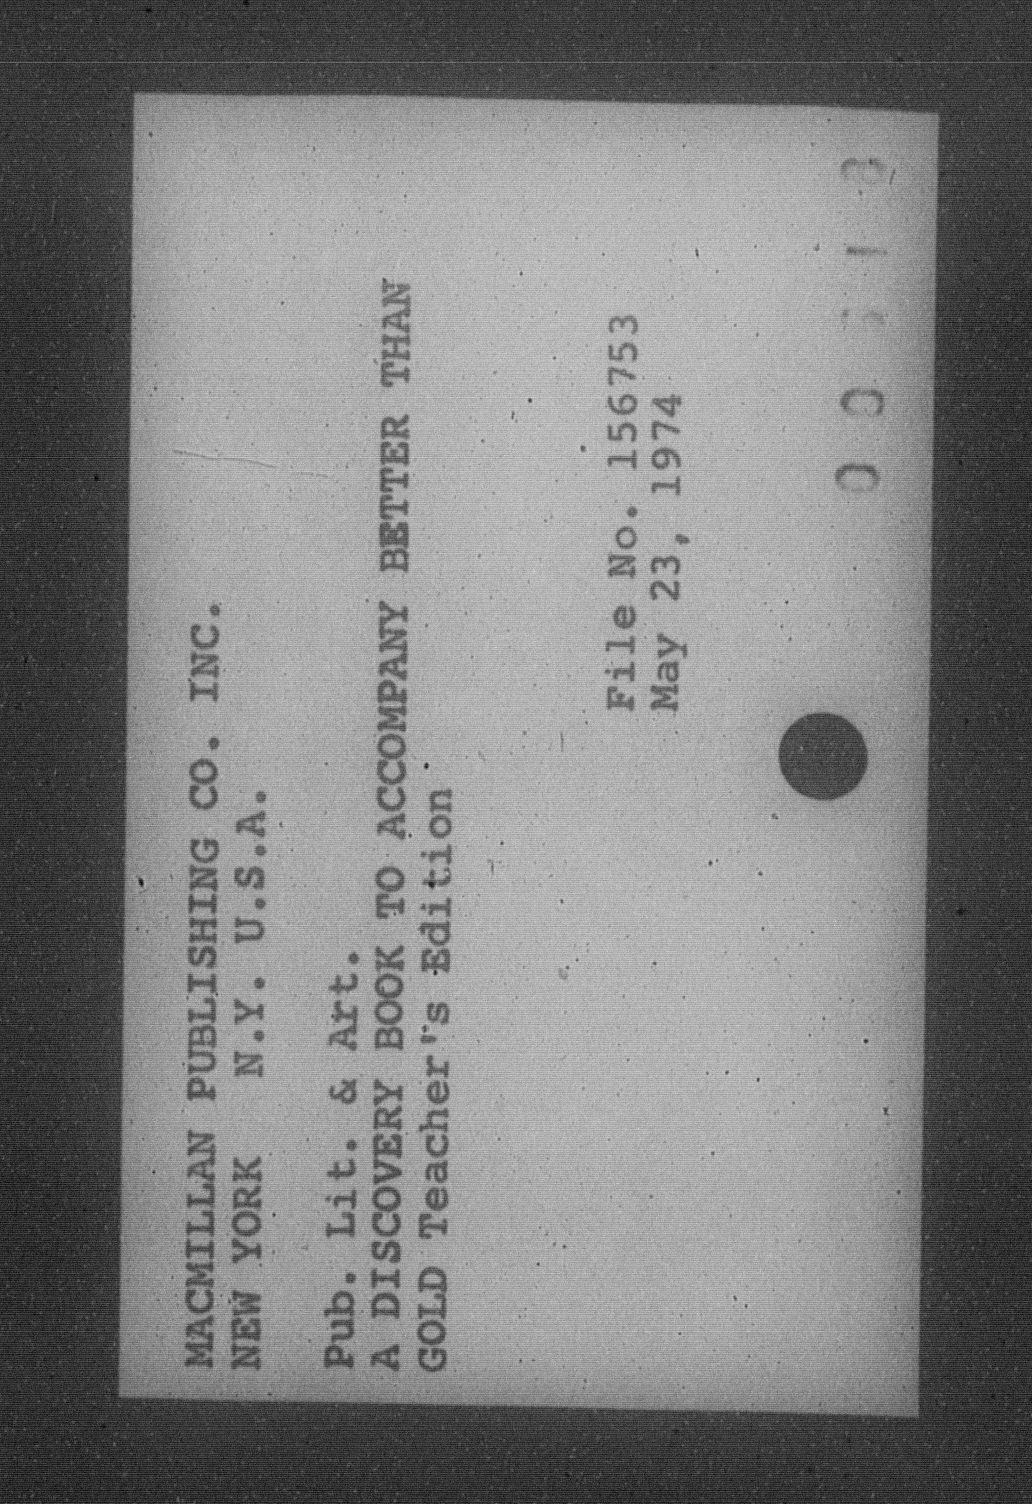 MACMILLAN PUBLISHING CO. INC.
NEW YORK N.Y. U.S.A.
Pub. Lit. & Art.
A DISCOVERY BOOK TO ACCOMPANY BETTER THAN
GOLD Teacher's Edition
File No. 156753
May 23, 1974